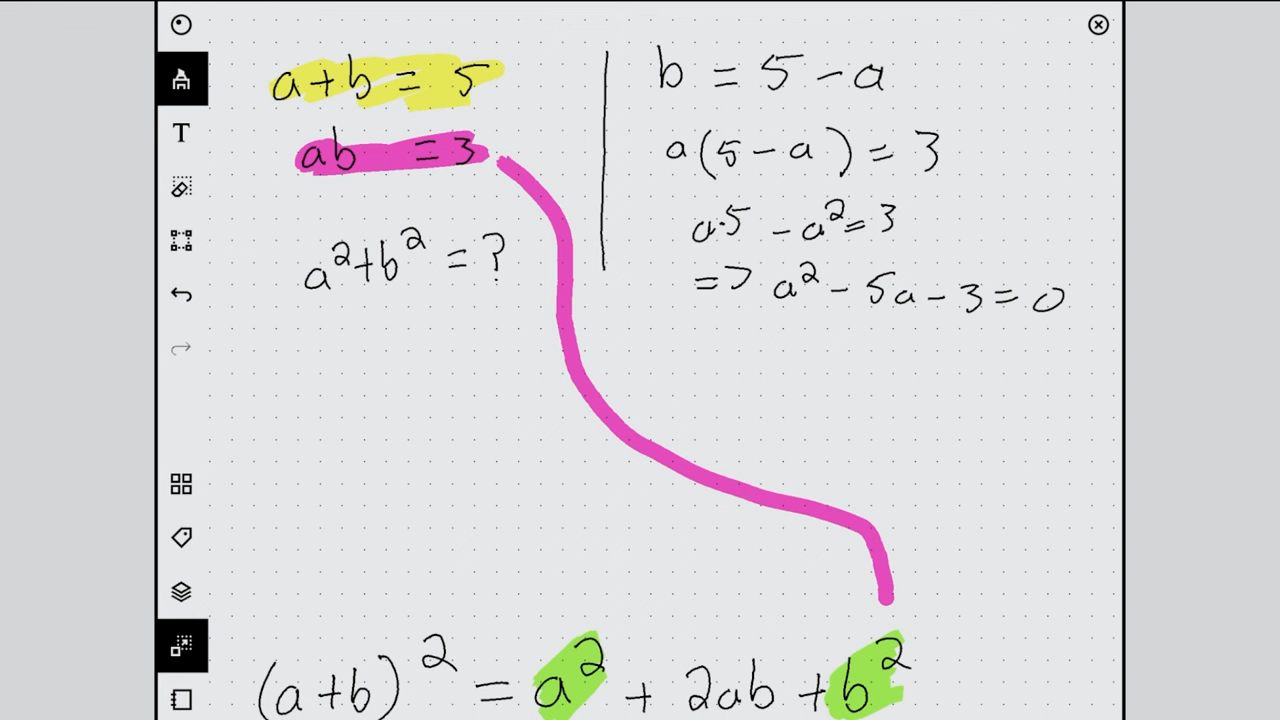 a+b = 5
ab = 3
a²+b² = ?
b = 5 - a
a(5 - a) = 3
a·5 - a² = 3
=> a² - 5a - 3 = 0
(a+b)² = a² + 2ab + b²
T